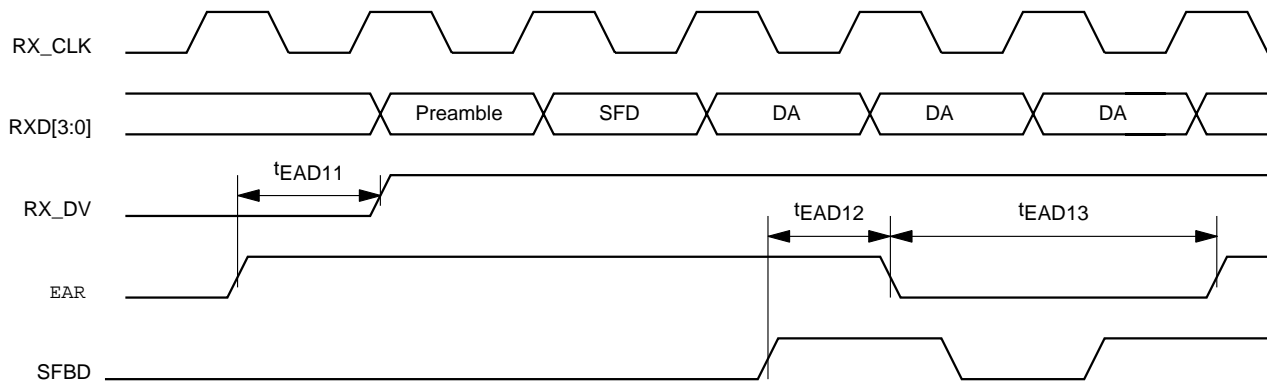 RX_CLK
RXD[3:0]
Preamble
SFD
DA
DA
DA
tEAD11
RX_DV
tEAD12
tEAD13
EAR
SFBD